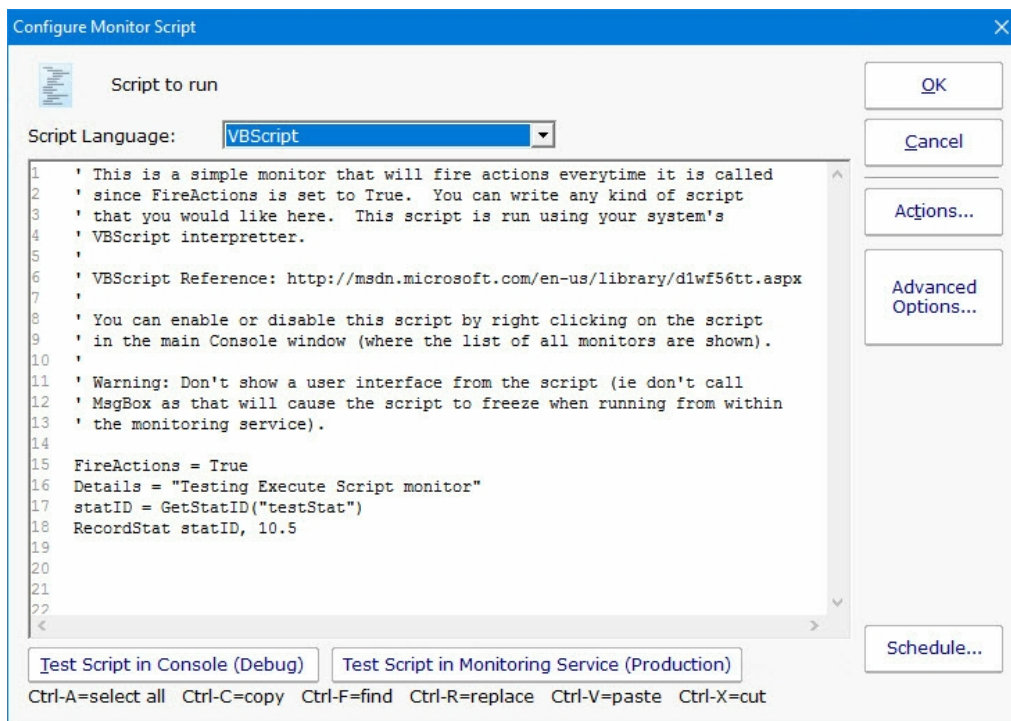 Configure Monitor Script
Script to run
OK
Script Language:
VBScript
Cancel
1 ' This is a simple monitor that will fire actions everytime it is called
2 ' since FireActions is set to True.  You can write any kind of script
3 ' that you would like here.  This script is run using your system's
4 ' VBScript interpretter.
5 '
6 ' VBScript Reference: http://msdn.microsoft.com/en-us/library/d1wf56tt.aspx
7 '
8 ' You can enable or disable this script by right clicking on the script
9 ' in the main Console window (where the list of all monitors are shown).
10 '
11 ' Warning: Don't show a user interface from the script (ie don't call
12 ' MsgBox as that will cause the script to freeze when running from within
13 ' the monitoring service).
14
15 FireActions = True
16 Details = "Testing Execute Script monitor"
17 statID = GetStatID("testStat")
18 RecordStat statID, 10.5
19
20
21
22
Actions...
Advanced
Options...
Schedule...
Test Script in Console (Debug) Test Script in Monitoring Service (Production)
Ctrl-A=select all Ctrl-C=copy Ctrl-F=find Ctrl-R=replace Ctrl-V=paste Ctrl-X=cut